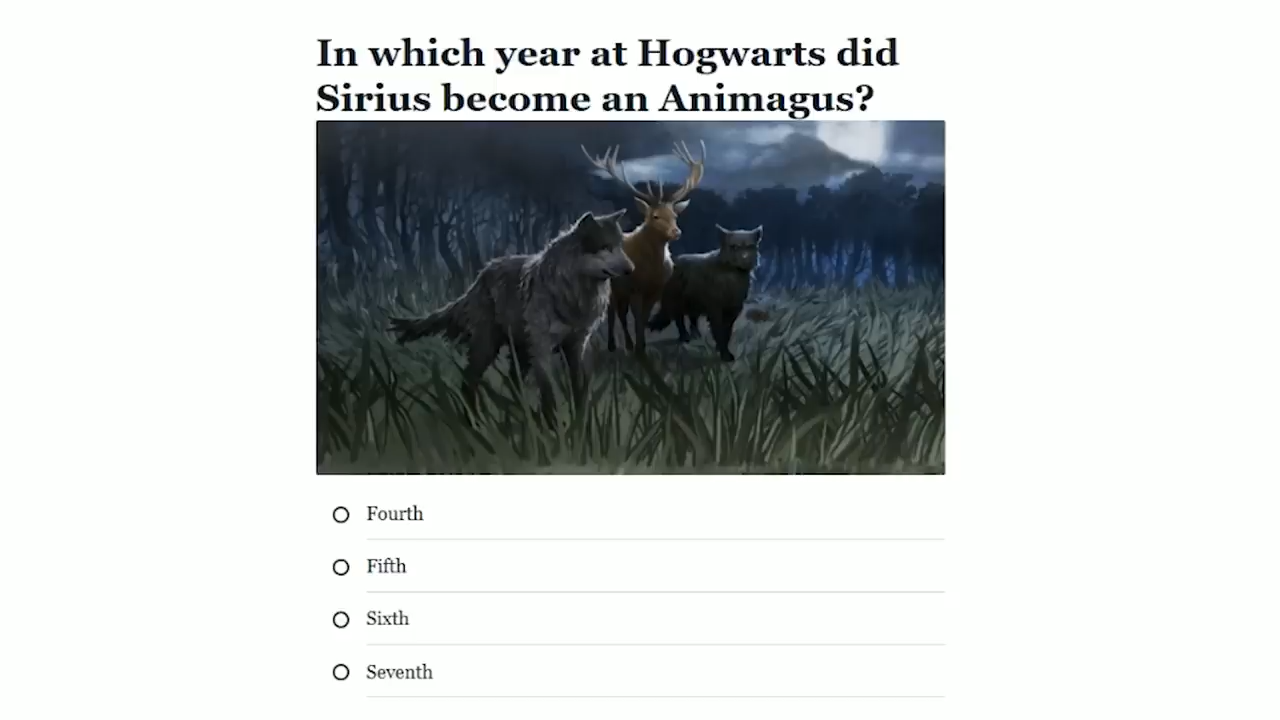 In which year at Hogwarts did
Sirius become an Animagus?
Fourth
Fifth
Sixth
Seventh